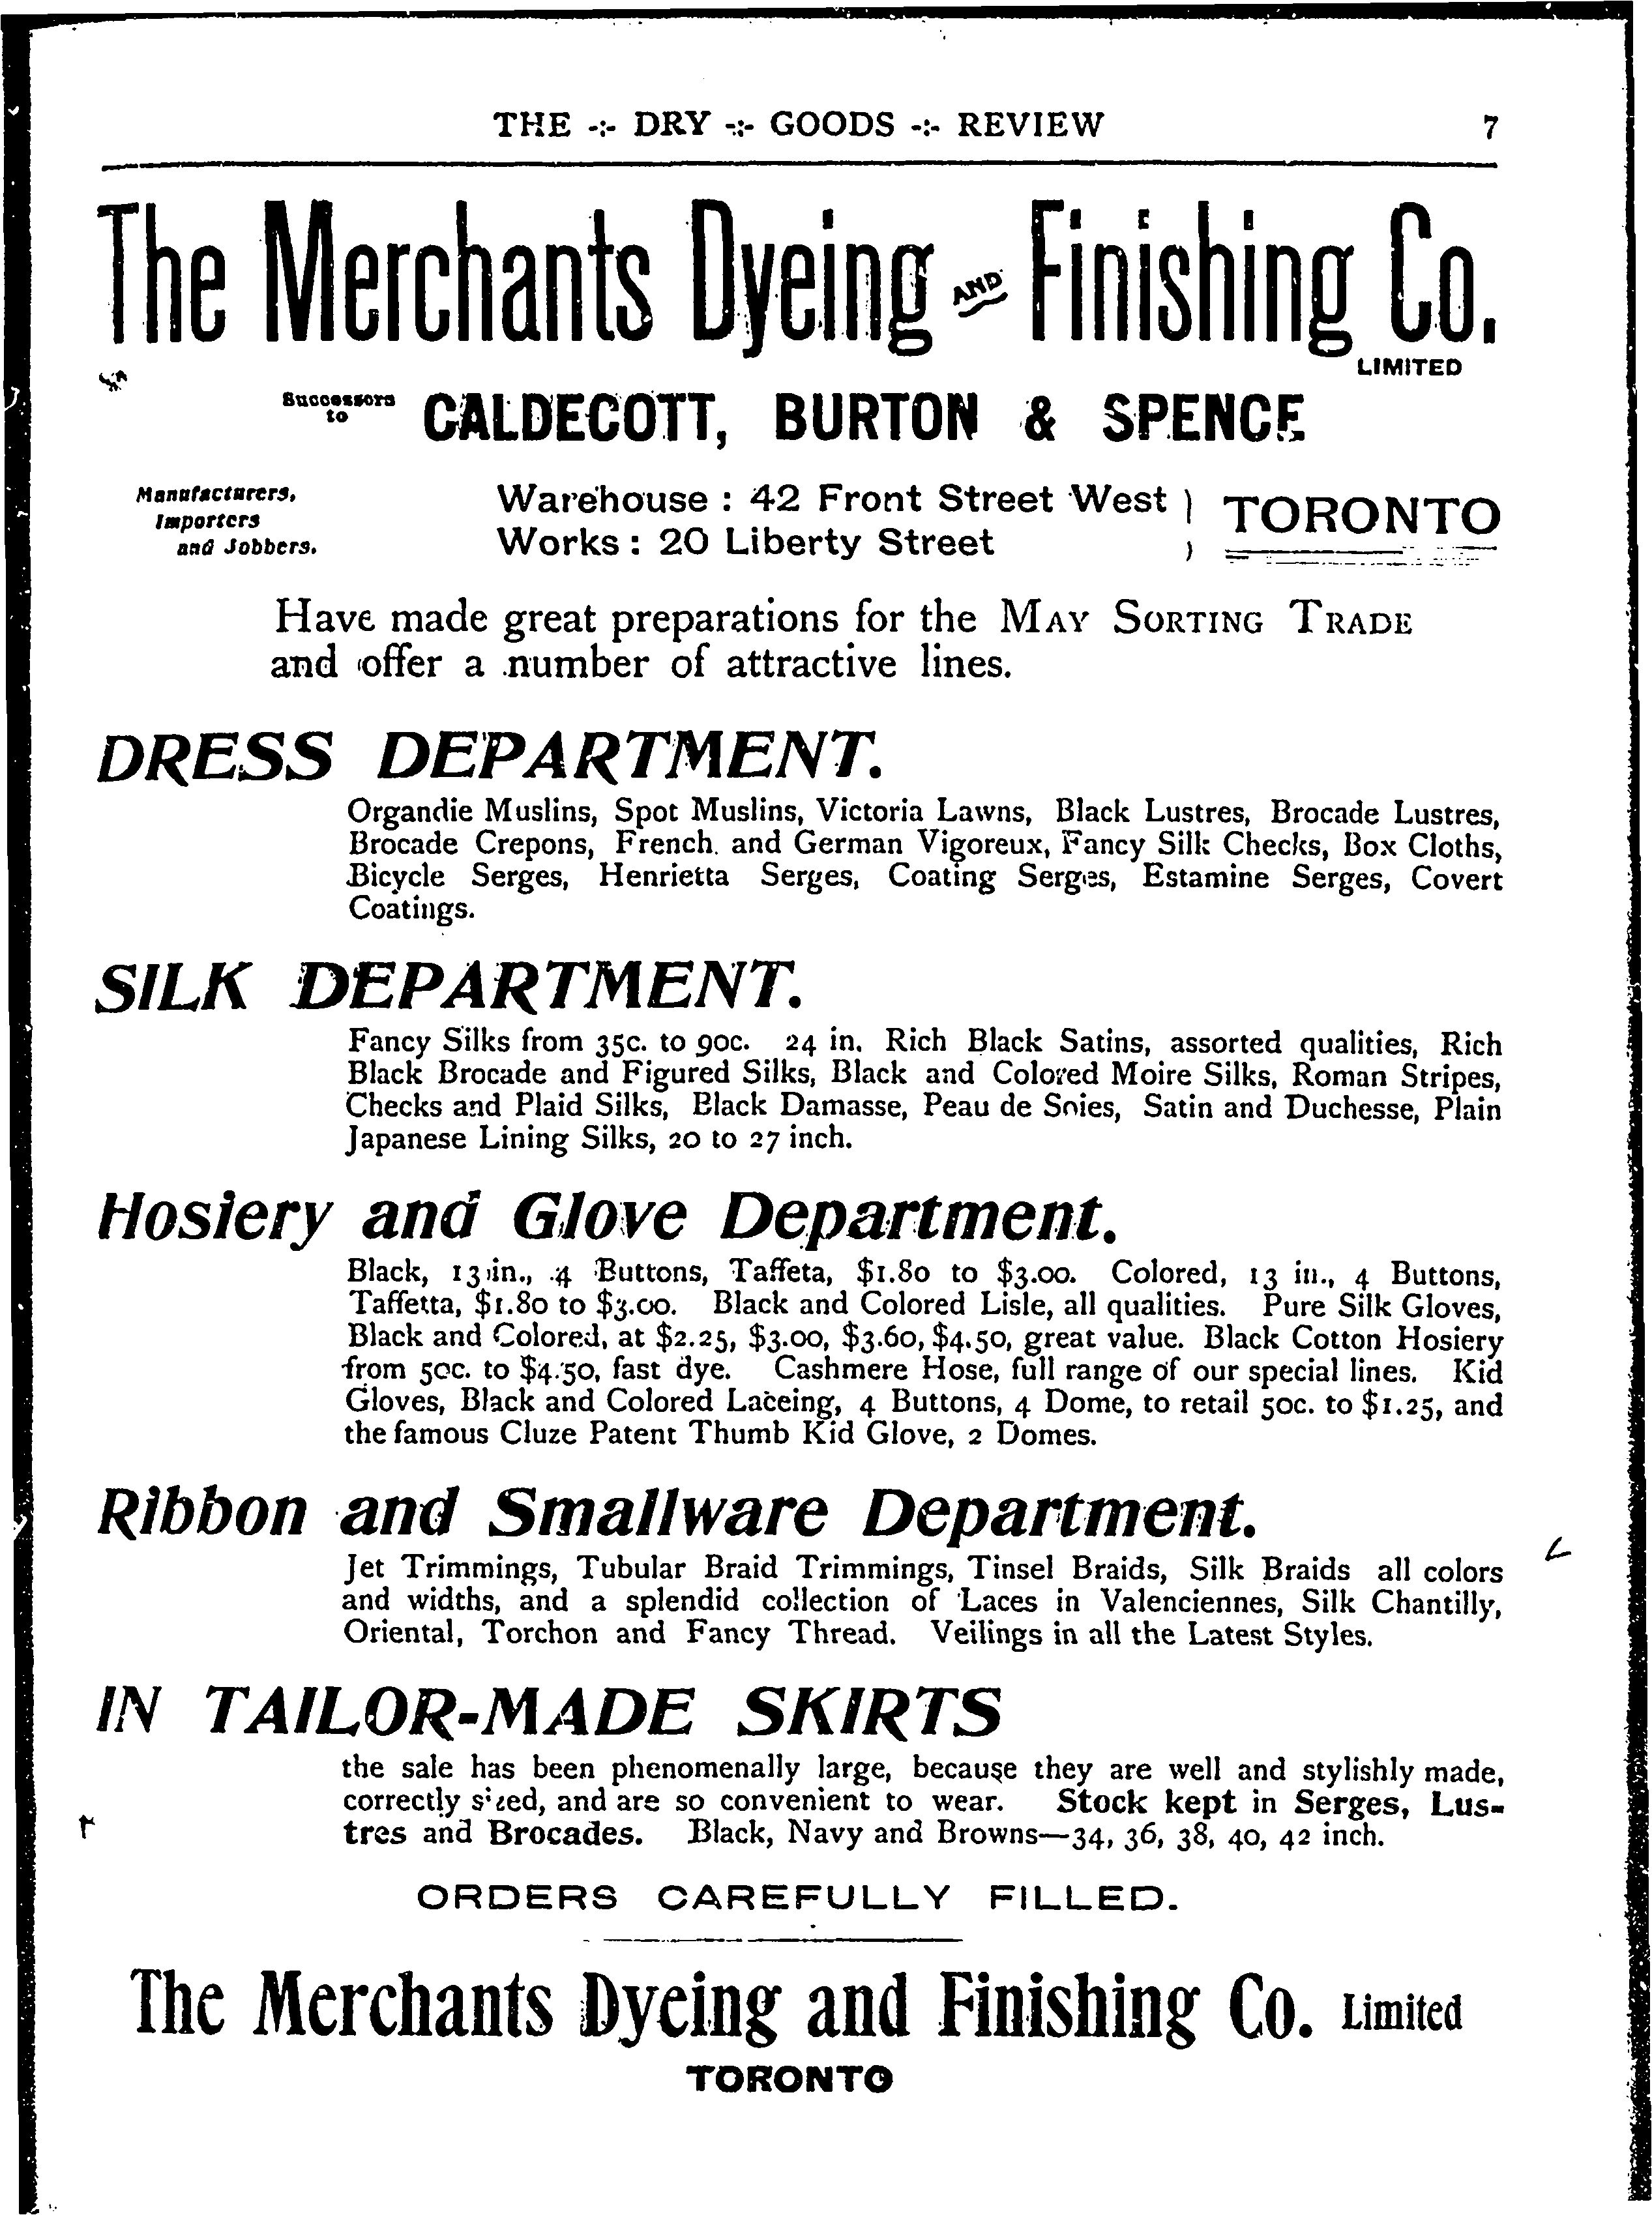 THE -:- DRY -:- GOODS -:- REVIEW 7
The Merchants Dyeing AND Finishing Co.
LIMITED
Successors to CALDECOTT, BURTON & SPENCE
Manufacturers,
Importers
and Jobbers.
Warehouse : 42 Front Street West
Works : 20 Liberty Street
TORONTO
Have made great preparations for the MAY SORTING TRADE
and offer a number of attractive lines.
DRESS DEPARTMENT.
Organdie Muslins, Spot Muslins, Victoria Lawns, Black Lustres, Brocade Lustres,
Brocade Crepons, French and German Vigoreux, Fancy Silk Checks, Box Cloths,
Bicycle Serges, Henrietta Serges, Coating Serges, Estamine Serges, Covert
Coatings.
SILK DEPARTMENT.
Fancy Silks from 35c. to 90c. 24 in. Rich Black Satins, assorted qualities, Rich
Black Brocade and Figured Silks, Black and Colored Moire Silks, Roman Stripes,
Checks and Plaid Silks, Black Damasse, Peau de Soies, Satin and Duchesse, Plain
Japanese Lining Silks, 20 to 27 inch.
Hosiery and Glove Department.
Black, 13 in., 4 Buttons, Taffeta, $1.80 to $3.00. Colored, 13 in., 4 Buttons,
Taffetta, $1.80 to $3.00. Black and Colored Lisle, all qualities. Pure Silk Gloves,
Black and Colored, at $2.25, $3.00, $3.60, $4.50, great value. Black Cotton Hosiery
from 50c. to $4.50, fast dye. Cashmere Hose, full range of our special lines. Kid
Gloves, Black and Colored Laceing, 4 Buttons, 4 Dome, to retail 50c. to $1.25, and
the famous Cluze Patent Thumb Kid Glove, 2 Domes.
Ribbon and Smallware Department.
Jet Trimmings, Tubular Braid Trimmings, Tinsel Braids, Silk Braids all colors
and widths, and a splendid collection of Laces in Valenciennes, Silk Chantilly,
Oriental, Torchon and Fancy Thread. Veilings in all the Latest Styles.
IN TAILOR-MADE SKIRTS
the sale has been phenomenally large, because they are well and stylishly made,
correctly sized, and are so convenient to wear. Stock kept in Serges, Lus-
tres and Brocades. Black, Navy and Browns—34, 36, 38, 40, 42 inch.
ORDERS CAREFULLY FILLED.
The Merchants Dyeing and Finishing Co. Limited
TORONTO